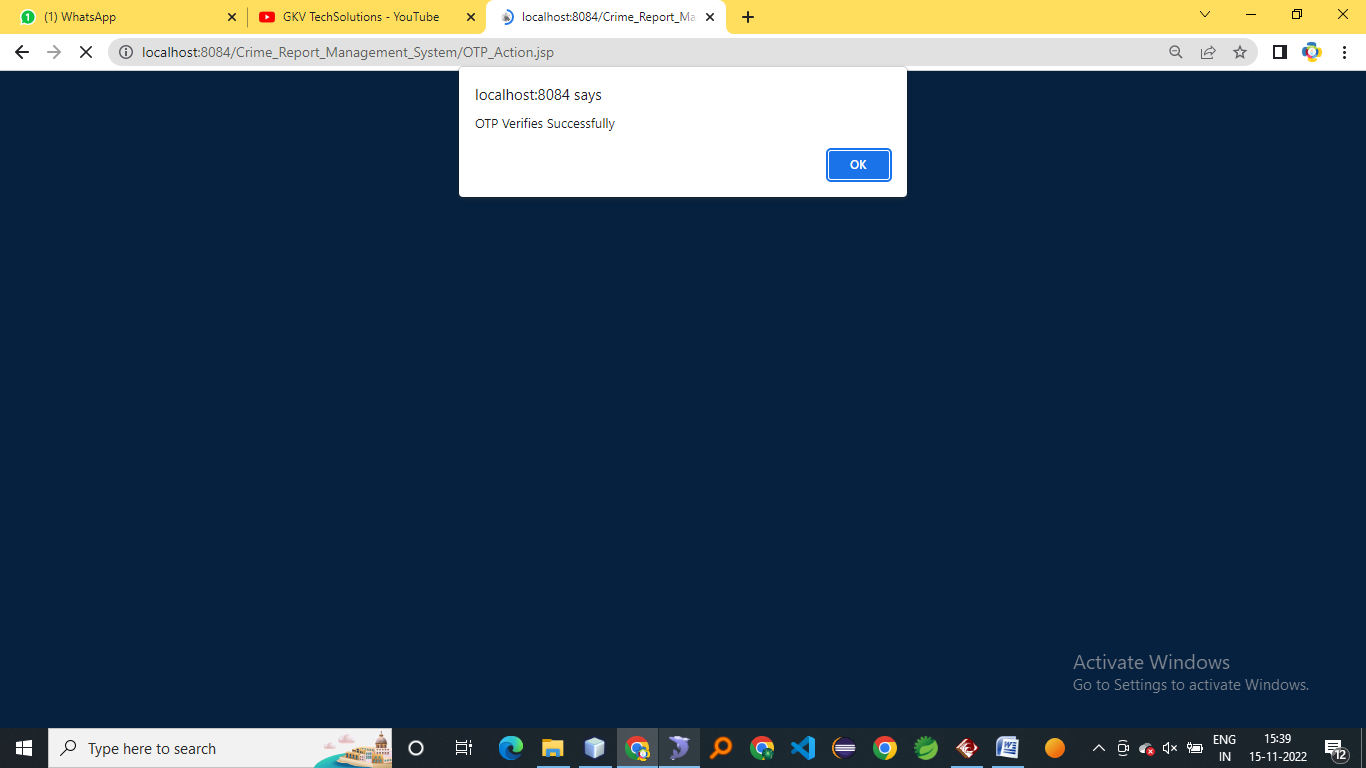 (1) WhatsApp
GKV TechSolutions - YouTube
localhost:8084/Crime_Report_Ma
localhost:8084/Crime_Report_Management_System/OTP_Action.jsp
localhost:8084 says
OTP Verifies Successfully
OK
Activate Windows
Go to Settings to activate Windows.
Type here to search
ENG
IN
15:39
15-11-2022
12